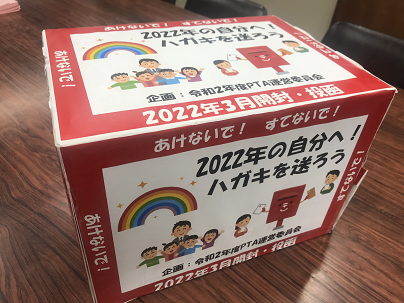 あけないで! すてないで!
2022年の自分へ!
ハガキを送ろう
企画:令和2年度PTA運営委員会
2022年3月開封・投函
あけないで! すてないで!
2022年の自分へ!
ハガキを送ろう
企画:令和2年度PTA運営委員会
2022年3月開封・投函
あけないで!